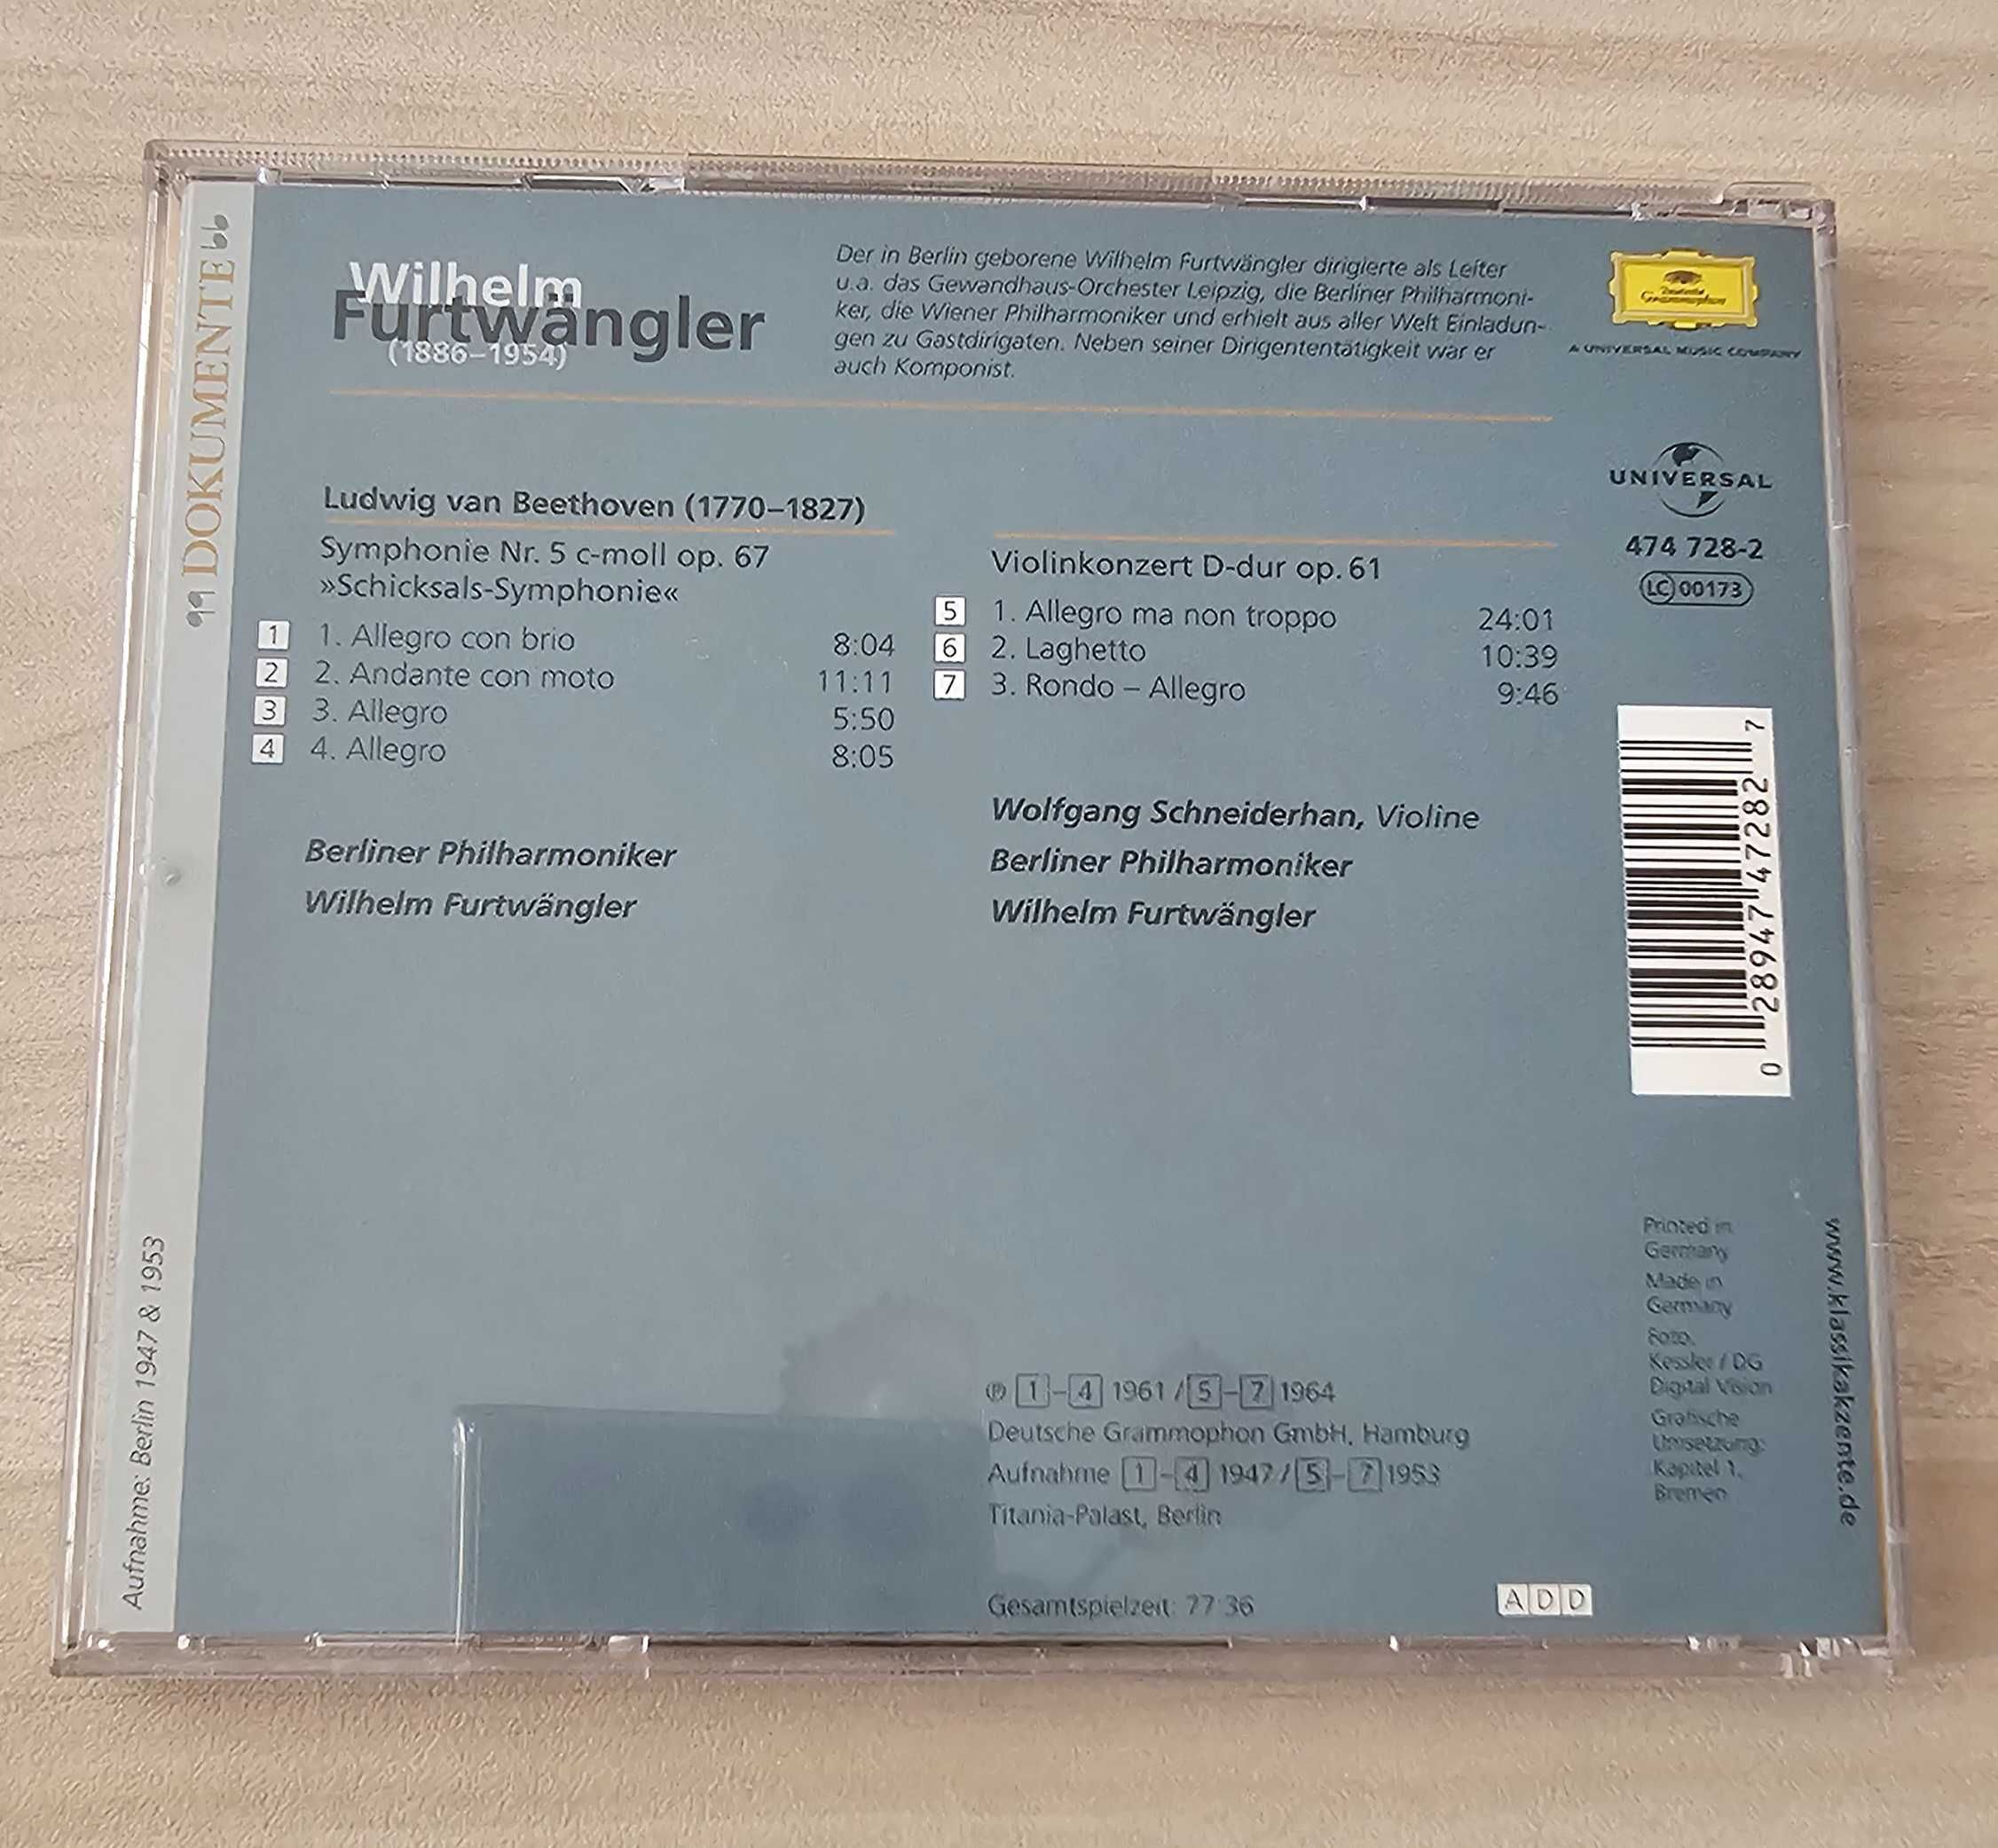 »DOKUMENTE«
Aufnahme: Berlin 1947 & 1953
Wilhelm
Furtwängler
(1886–1954)
Der in Berlin geborene Wilhelm Furtwängler dirigierte als Leiter
u.a. das Gewandhaus-Orchester Leipzig, die Berliner Philharmoni-
ker, die Wiener Philharmoniker und erhielt aus aller Welt Einladun-
gen zu Gastdirigaten. Neben seiner Dirigententätigkeit war er
auch Komponist.
Deutsche
Grammophon
A UNIVERSAL MUSIC COMPANY
Ludwig van Beethoven (1770–1827)
Symphonie Nr. 5 c-moll op. 67
»Schicksals-Symphonie«
1 1. Allegro con brio 8:04
2 2. Andante con moto 11:11
3 3. Allegro 5:50
4 4. Allegro 8:05
Berliner Philharmoniker
Wilhelm Furtwängler
Violinkonzert D-dur op. 61
5 1. Allegro ma non troppo 24:01
6 2. Laghetto 10:39
7 3. Rondo – Allegro 9:46
Wolfgang Schneiderhan, Violine
Berliner Philharmoniker
Wilhelm Furtwängler
UNIVERSAL
474 728-2
LC 00173
0 28947 47282 7
℗ 1–4 1961 / 5–7 1964
Deutsche Grammophon GmbH, Hamburg
Aufnahme 1–4 1947 / 5–7 1953
Titania-Palast, Berlin
Gesamtspielzeit: 77:36
ADD
Printed in
Germany
Made in
Germany
Foto:
Kessler / DG
Digital Vision
Grafische
Umsetzung:
Kapitel 1,
Bremen
www.klassikakzente.de